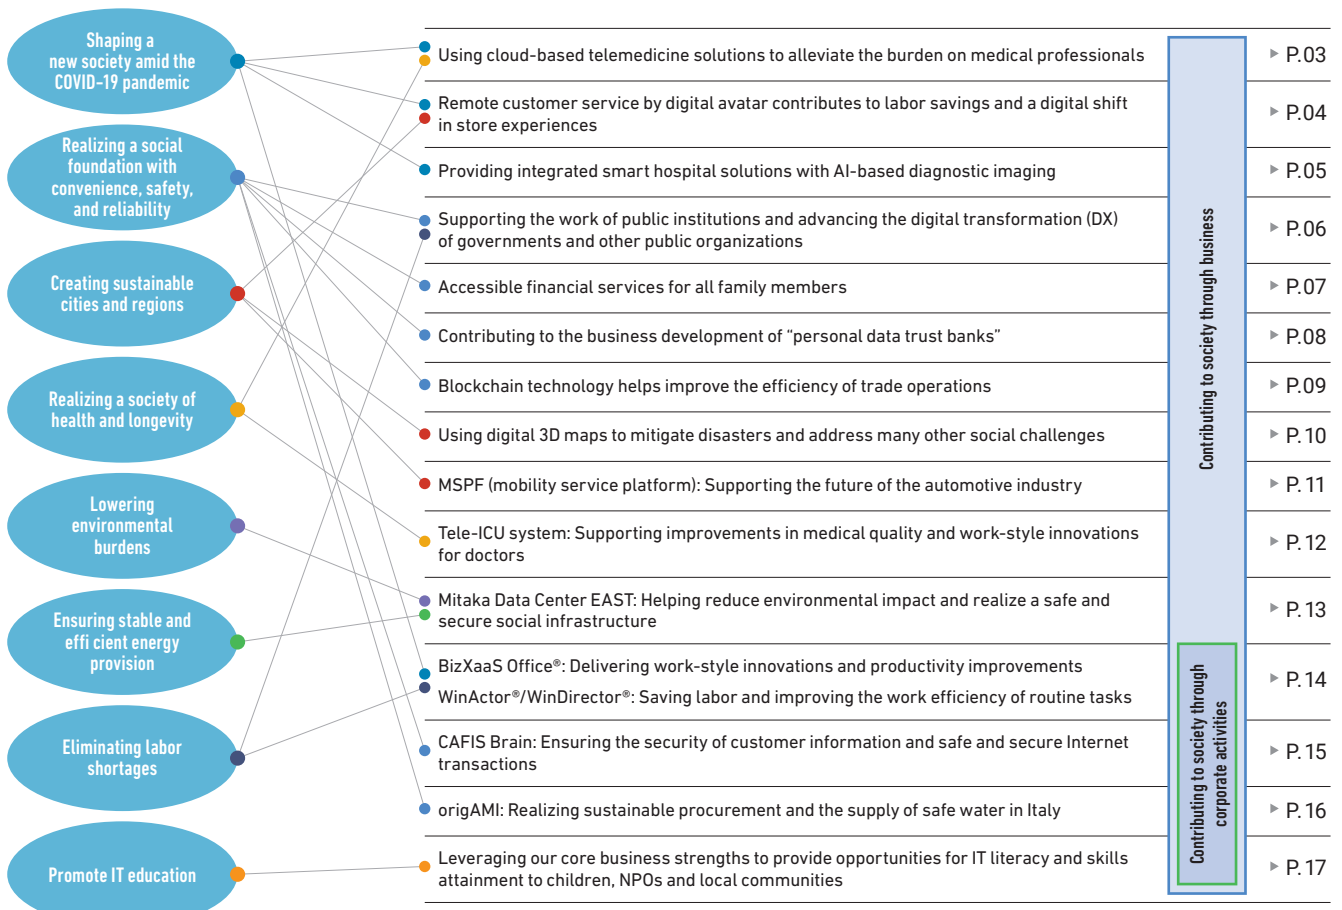 Shaping a
new society amid the
COVID-19 pandemic
Realizing a social
foundation with
convenience, safety,
and reliability
Creating sustainable
cities and regions
Realizing a society of
health and longevity
Lowering
environmental
burdens
Ensuring stable and
effi cient energy
provision
Eliminating labor
shortages
Promote IT education
Using cloud-based telemedicine solutions to alleviate the burden on medical professionals
P.03
Remote customer service by digital avatar contributes to labor savings and a digital shift
in store experiences
P.04
Providing integrated smart hospital solutions with AI-based diagnostic imaging
P.05
Supporting the work of public institutions and advancing the digital transformation (DX)
of governments and other public organizations
P.06
Accessible financial services for all family members
P.07
Contributing to the business development of “personal data trust banks”
P.08
Blockchain technology helps improve the efficiency of trade operations
P.09
Using digital 3D maps to mitigate disasters and address many other social challenges
P.10
MSPF (mobility service platform): Supporting the future of the automotive industry
P.11
Tele-ICU system: Supporting improvements in medical quality and work-style innovations
for doctors
P.12
Mitaka Data Center EAST: Helping reduce environmental impact and realize a safe and
secure social infrastructure
P.13
BizXaaS Office®: Delivering work-style innovations and productivity improvements
WinActor®/WinDirector®: Saving labor and improving the work efficiency of routine tasks
P.14
CAFIS Brain: Ensuring the security of customer information and safe and secure Internet
transactions
P.15
origAMI: Realizing sustainable procurement and the supply of safe water in Italy
P.16
Leveraging our core business strengths to provide opportunities for IT literacy and skills
attainment to children, NPOs and local communities
P.17
Contributing to society through business
Contributing to society through
corporate activities